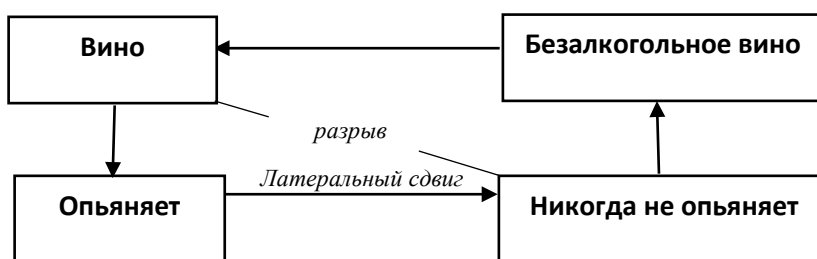 Вино
Безалкогольное вино
разрыв
Латеральный сдвиг
Опьяняет
Никогда не опьяняет